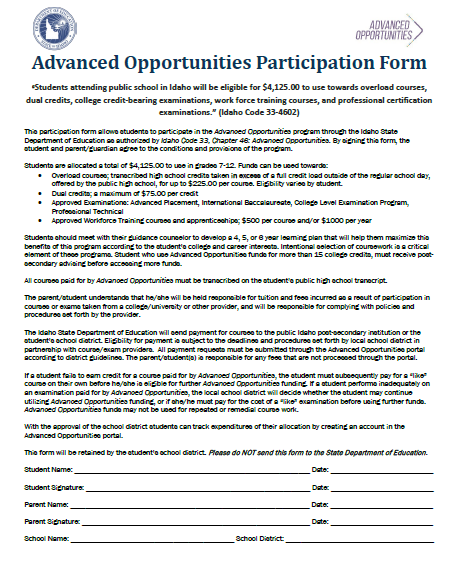 ADVANCED
OPPORTUNITIES
Advanced Opportunities Participation Form
"Students attending public school in Idaho will be eligible for $4,125.00 to use towards overload courses,
dual credits, college credit-bearing examinations, work force training courses, and professional certification
examinations." (Idaho Code 33-4602)
This participation form allows students to participate in the Advanced Opportunities program through the Idaho State
Department of Education as authorized by Idaho Code 33, Chapter 46: Advanced Opportunities. By signing this form, the
student and parent/guardian agree to the conditions and provisions of the program.
Students are allocated a total of $4,125.00 to use in grades 7-12. Funds can be used towards:
• Overload courses; transcribed high school credits taken in excess of a full credit load outside of the regular school day,
offered by the public high school, for up to $225.00 per course. Eligibility varies by student.
• Dual credits; a maximum of $75.00 per credit
• Approved Examinations: Advanced Placement, International Baccalaureate, College Level Examination Program,
Professional Technical
• Approved Workforce Training courses and apprenticeships; $500 per course and/or $1000 per year
Students should meet with their guidance counselor to develop a 4, 5, or 6 year learning plan that will help them maximize this
benefits of this program according to the student's college and career interests. Intentional selection of coursework is a critical
element of these programs. Student who use Advanced Opportunities funds for more than 15 college credits, must receive post-
secondary advising before accessing more funds.
All courses paid for by Advanced Opportunities must be transcribed on the student's public high school transcript.
The parent/student understands that he/she will be held responsible for tuition and fees incurred as a result of participation in
courses or exams taken from a college/university or other provider, and will be responsible for complying with policies and
procedures set forth by the provider.
The Idaho State Department of Education will send payment for courses to the public Idaho post-secondary institution or the
student's school district. Eligibility for payment is subject to the deadlines and procedures set forth by local school district in
partnership with course/exam providers. All payment requests must be submitted through the Advanced Opportunities portal
according to district guidelines. The parent/student(s) is responsible for any fees that are not processed through the portal.
If a student fails to earn credit for a course paid for by Advanced Opportunities, the student must subsequently pay for a "like"
course on their own before he/she is eligible for further Advanced Opportunities funding. If a student performs inadequately on
an examination paid for by Advanced Opportunities, the local school district will decide whether the student may continue
utilizing Advanced Opportunities funding, or if she/he must pay for the cost of a "like" examination before using further funds.
Advanced Opportunities funds may not be used for repeated or remedial course work.
With the approval of the school district students can track expenditures of their allocation by creating an account in the
Advanced Opportunities portal.
This form will be retained by the student's school district. Please do NOT send this form to the State Department of Education.
Student Name: Date:
Student Signature: Date:
Parent Name: Date:
Parent Signature: Date:
School Name: School District: